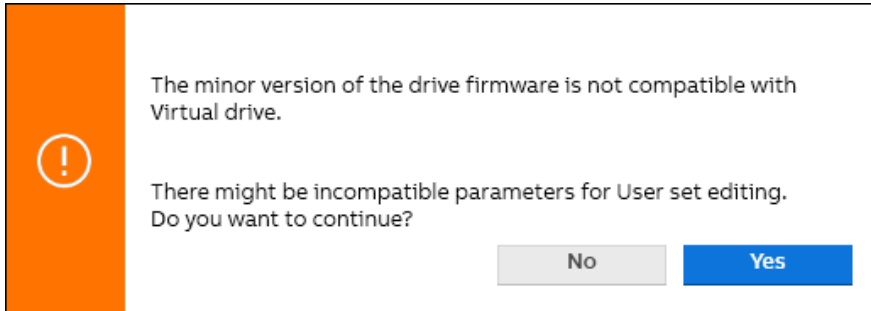 The minor version of the drive firmware is not compatible with
Virtual drive.
There might be incompatible parameters for User set editing.
Do you want to continue?
No
Yes